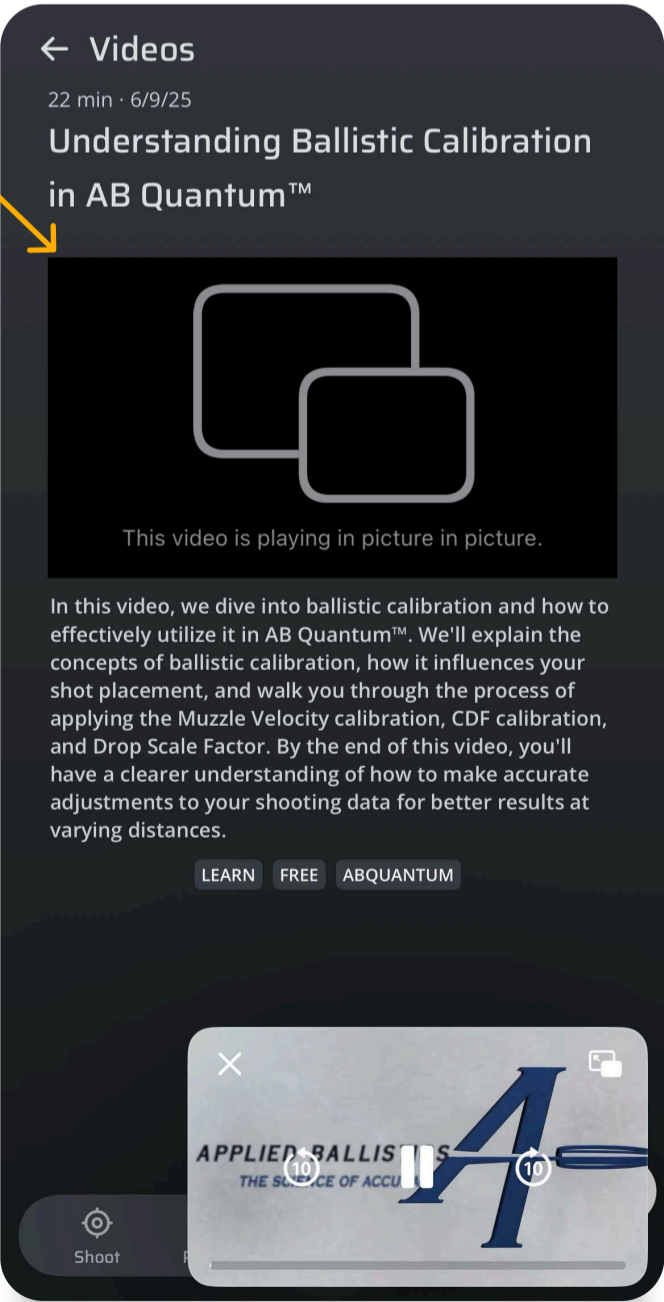 Videos
22 min · 6/9/25
Understanding Ballistic Calibration
in AB Quantum™
This video is playing in picture in picture.
In this video, we dive into ballistic calibration and how to
effectively utilize it in AB Quantum™. We'll explain the
concepts of ballistic calibration, how it influences your
shot placement, and walk you through the process of
applying the Muzzle Velocity calibration, CDF calibration,
and Drop Scale Factor. By the end of this video, you'll
have a clearer understanding of how to make accurate
adjustments to your shooting data for better results at
varying distances.
LEARN FREE ABQUANTUM
APPLIED BALLISTICS
10 10
THE SCIENCE OF
Shoot